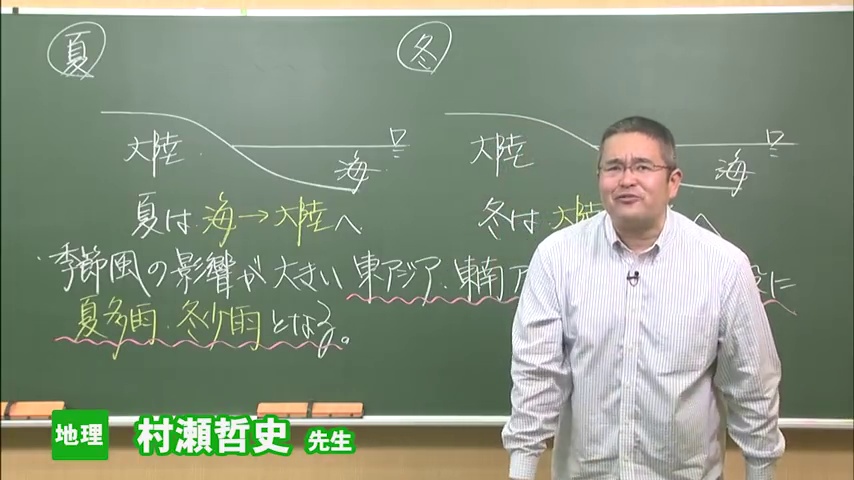 夏
冬
大陸
海
大陸
海
夏は 海→大陸へ
冬は 大陸 へ
季節風の影響が大きい 東アジア・東南ア に
夏多雨・冬少雨となる。
地理 村瀬哲史 先生